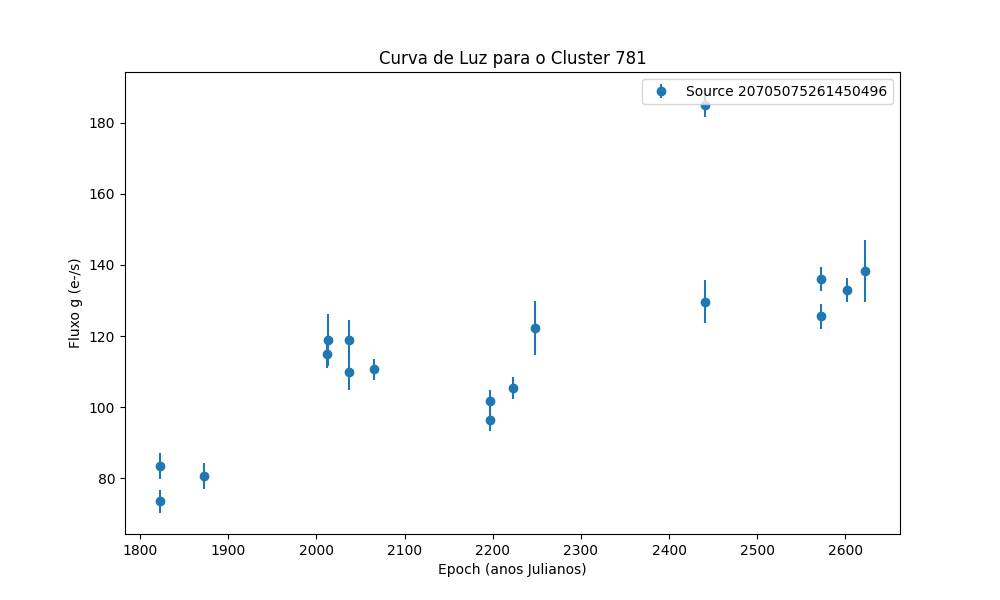 Curva de Luz para o Cluster 781
Source 20705075261450496
Fluxo g (e-/s)
180
160
140
120
100
80
1800 1900 2000 2100 2200 2300 2400 2500 2600
Epoch (anos Julianos)